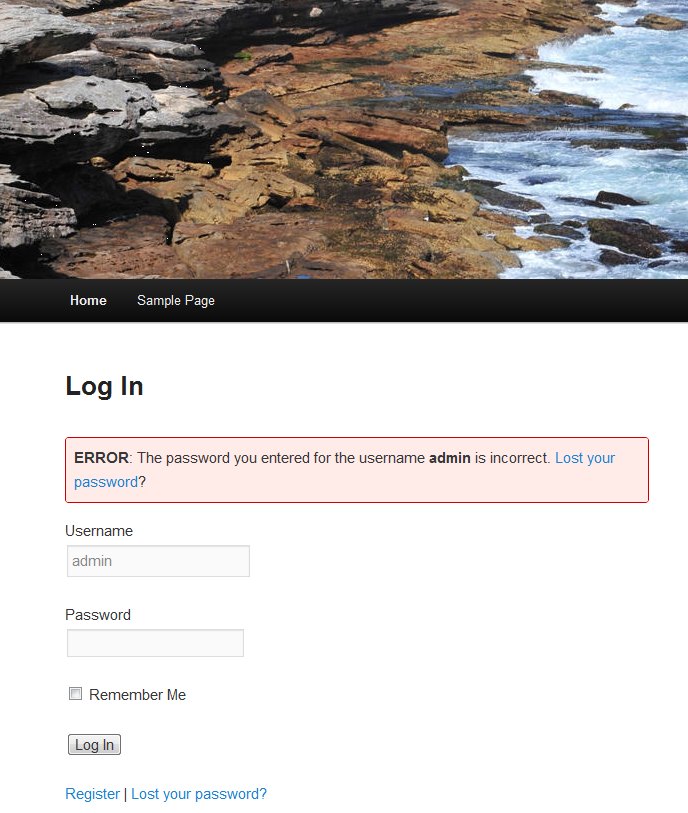 Home Sample Page
Log In
ERROR: The password you entered for the username admin is incorrect. Lost your
password?
Username
admin
Password
Remember Me
Log In
Register | Lost your password?